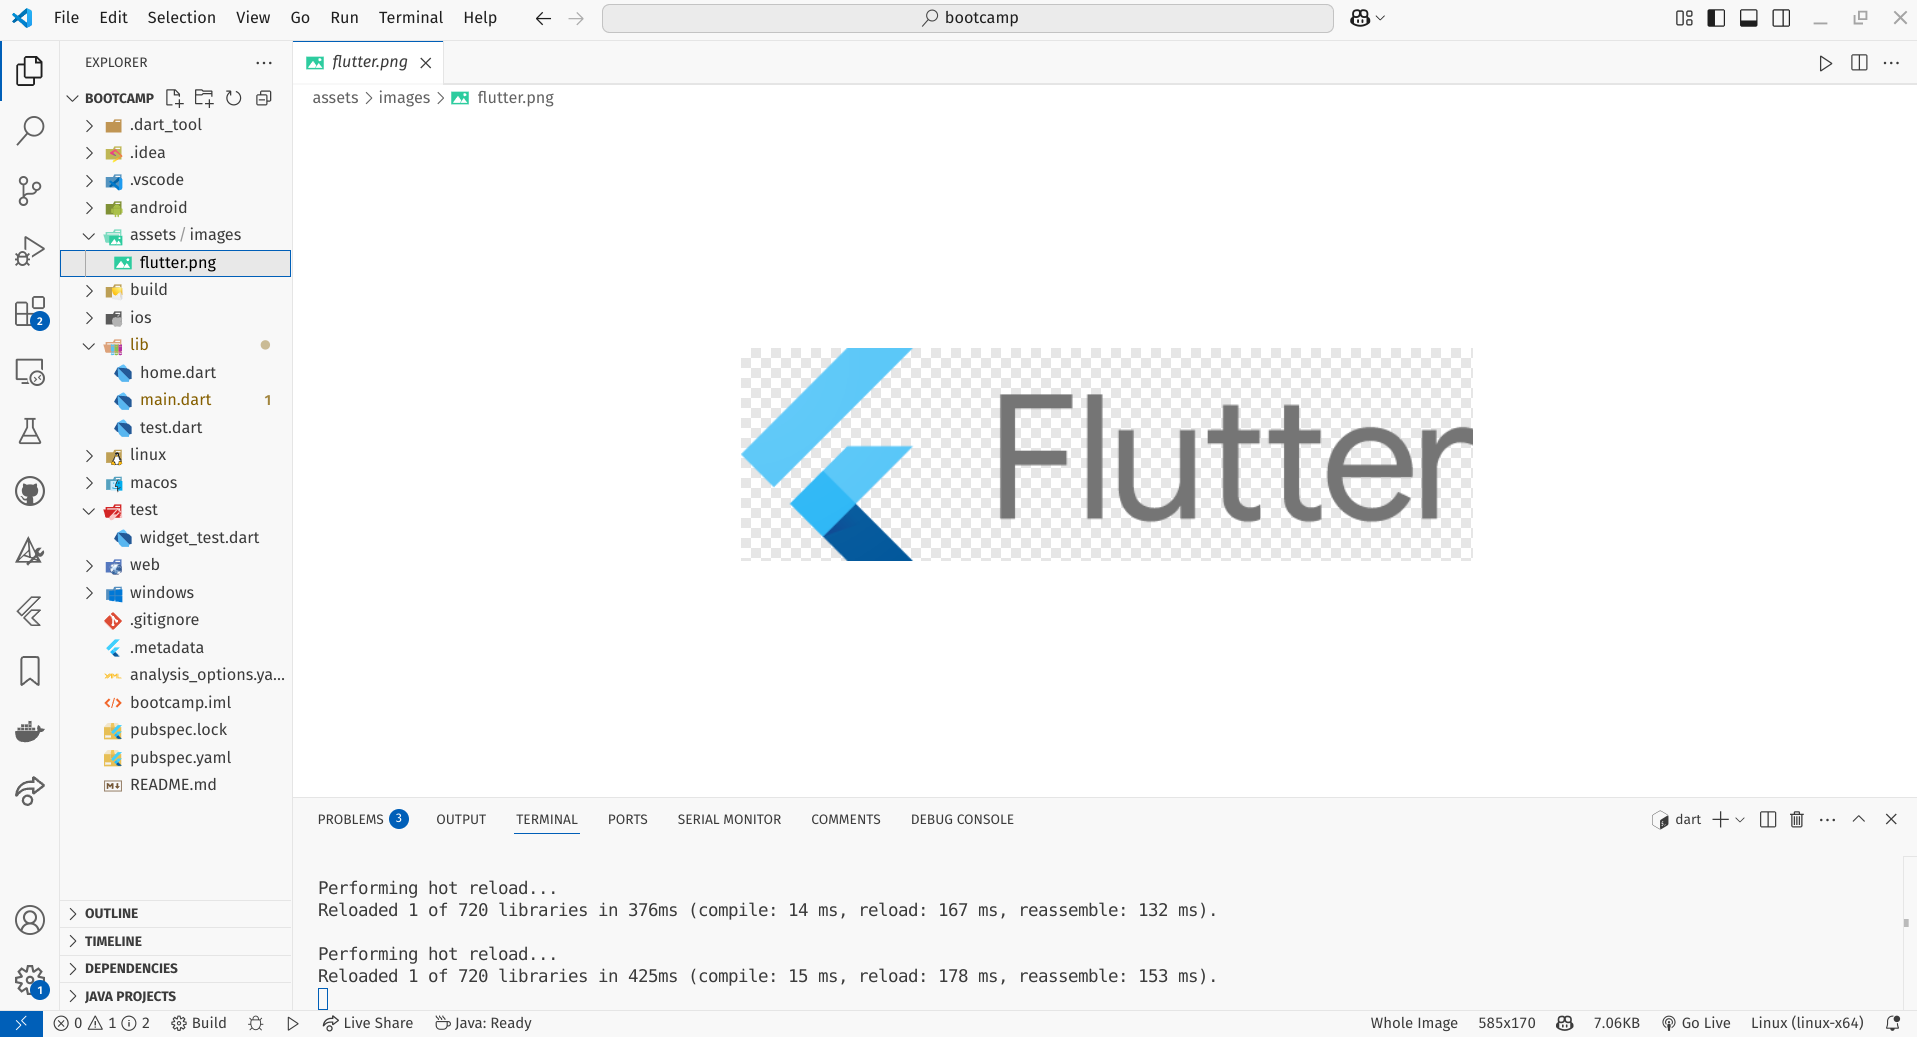 File Edit Selection View Go Run Terminal Help
bootcamp
EXPLORER
flutter.png
BOOTCAMP
assets > images > flutter.png
.dart_tool
.idea
.vscode
android
assets / images
flutter.png
build
ios
lib
home.dart
main.dart 1
test.dart
linux
macos
test
widget_test.dart
web
windows
.gitignore
.metadata
analysis_options.ya...
bootcamp.iml
pubspec.lock
pubspec.yaml
README.md
2
Flutter
PROBLEMS 3 OUTPUT TERMINAL PORTS SERIAL MONITOR COMMENTS DEBUG CONSOLE
dart
Performing hot reload...
Reloaded 1 of 720 libraries in 376ms (compile: 14 ms, reload: 167 ms, reassemble: 132 ms).
Performing hot reload...
Reloaded 1 of 720 libraries in 425ms (compile: 15 ms, reload: 178 ms, reassemble: 153 ms).
OUTLINE
TIMELINE
DEPENDENCIES
JAVA PROJECTS
1
0 1 2 Build Live Share Java: Ready
Whole Image 585x170 7.06KB Go Live Linux (linux-x64)